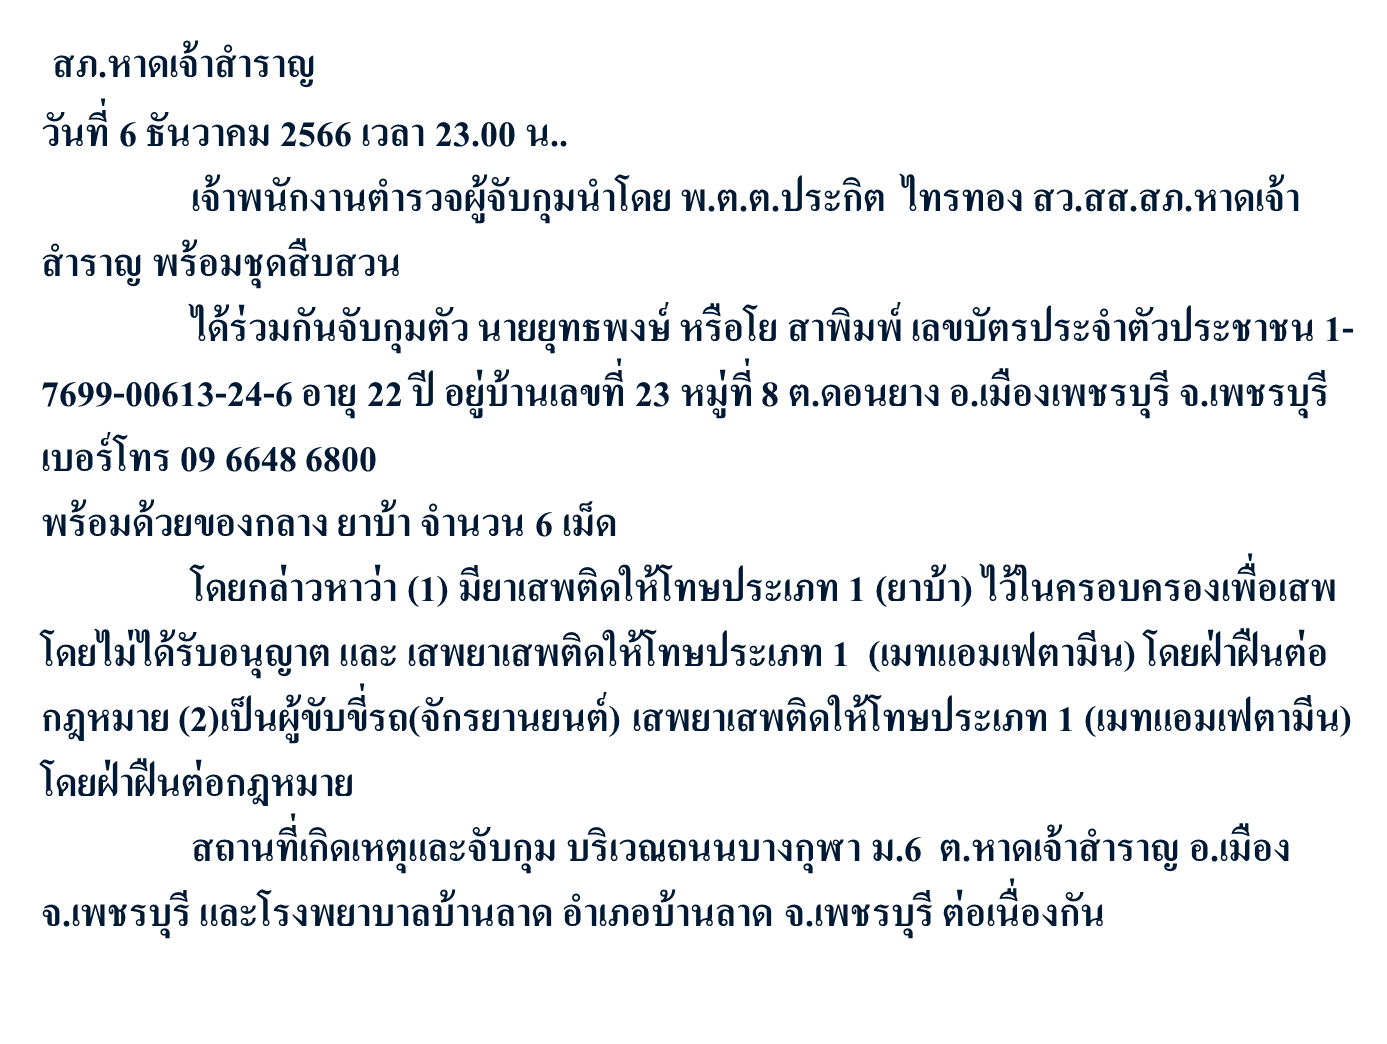 สภ.หาดเจ้าสำราญ
วันที่ 6 ธันวาคม 2566 เวลา 23.00 น..
เจ้าพนักงานตำรวจผู้จับกุมนำโดย พ.ต.ต.ประกิต ไทรทอง สว.สส.สภ.หาดเจ้า
สำราญ พร้อมชุดสืบสวน
ได้ร่วมกันจับกุมตัว นายยุทธพงษ์ หรือโย สาพิมพ์ เลขบัตรประจำตัวประชาชน 1-
7699-00613-24-6 อายุ 22 ปี อยู่บ้านเลขที่ 23 หมู่ที่ 8 ต.ดอนยาง อ.เมืองเพชรบุรี จ.เพชรบุรี
เบอร์โทร 09 6648 6800
พร้อมด้วยของกลาง ยาบ้า จำนวน 6 เม็ด
โดยกล่าวหาว่า (1) มียาเสพติดให้โทษประเภท 1 (ยาบ้า) ไว้ในครอบครองเพื่อเสพ
โดยไม่ได้รับอนุญาต และ เสพยาเสพติดให้โทษประเภท 1 (เมทแอมเฟตามีน) โดยฝ่าฝืนต่อ
กฎหมาย (2)เป็นผู้ขับขี่รถ(จักรยานยนต์) เสพยาเสพติดให้โทษประเภท 1 (เมทแอมเฟตามีน)
โดยฝ่าฝืนต่อกฎหมาย
สถานที่เกิดเหตุและจับกุม บริเวณถนนบางกุฬา ม.6 ต.หาดเจ้าสำราญ อ.เมือง
จ.เพชรบุรี และโรงพยาบาลบ้านลาด อำเภอบ้านลาด จ.เพชรบุรี ต่อเนื่องกัน